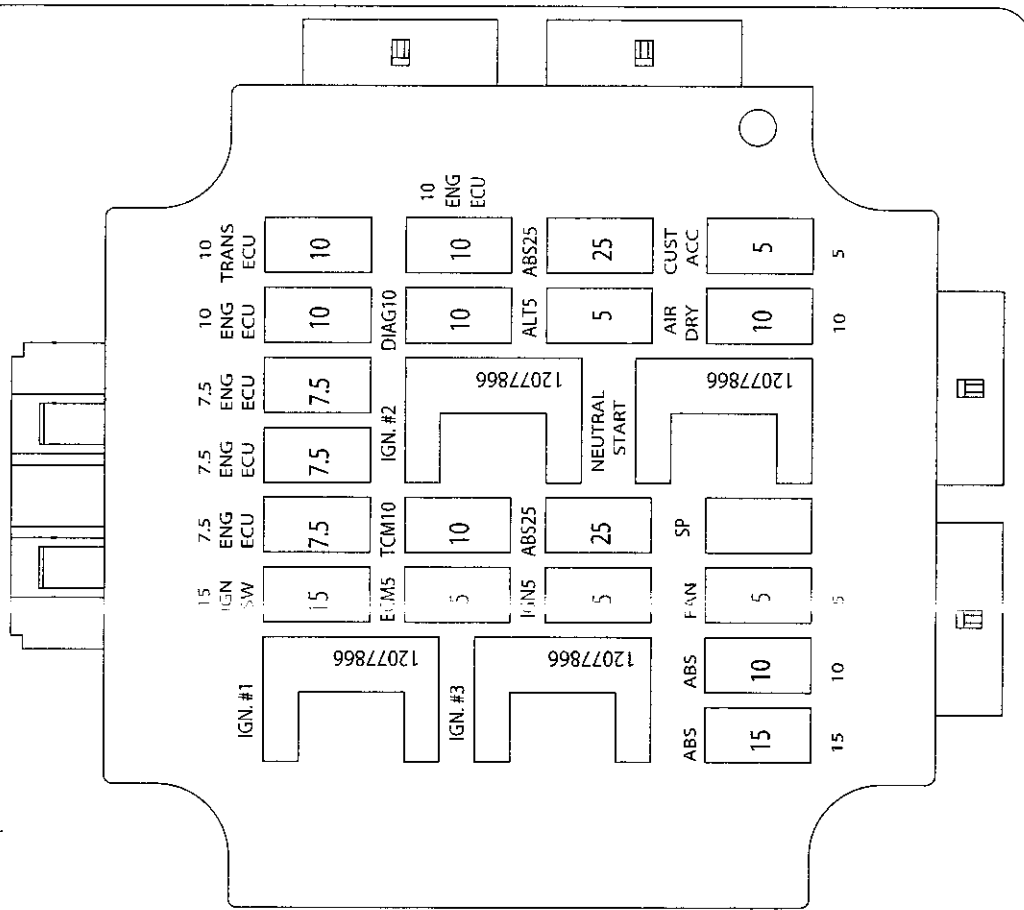 15
IGN
SW
7.5
ENG
ECU
7.5
ENG
ECU
7.5
ENG
ECU
10
ENG
ECU
10
TRANS
ECU
IGN. #1
12077866
15
7.5
7.5
7.5
10
10
ECM5
TCM10
IGN. #2
DIAG10
10
ENG
ECU
5
10
12077866
10
10
IGN. #3
12077866
IGN5
ABS25
ALT5
ABS25
5
25
5
25
NEUTRAL
START
12077866
ABS
ABS
FAN
SP
AIR
DRY
CUST
ACC
15
10
5
10
5
15
10
5
10
5